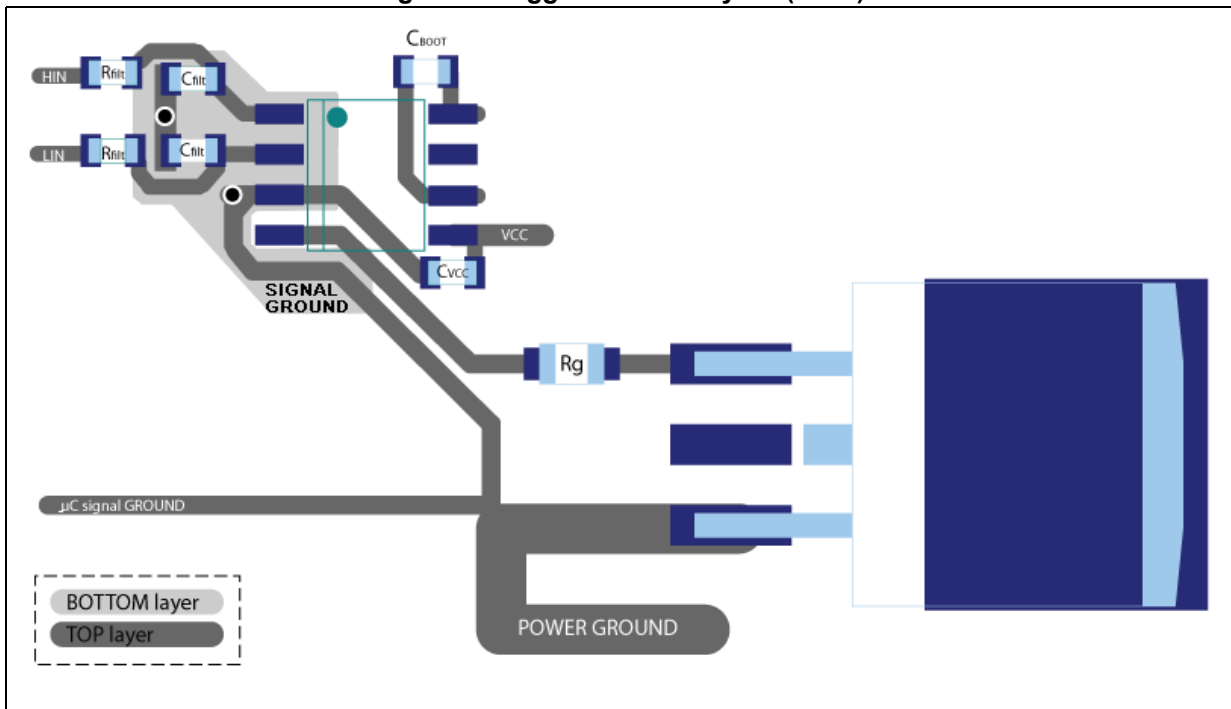 CBOOT
HIN
Rfilt
Cfilt
LIN
Rfilt
Cfilt
VCC
CVCC
SIGNAL
GROUND
Rg
µC signal GROUND
POWER GROUND
BOTTOM layer
TOP layer